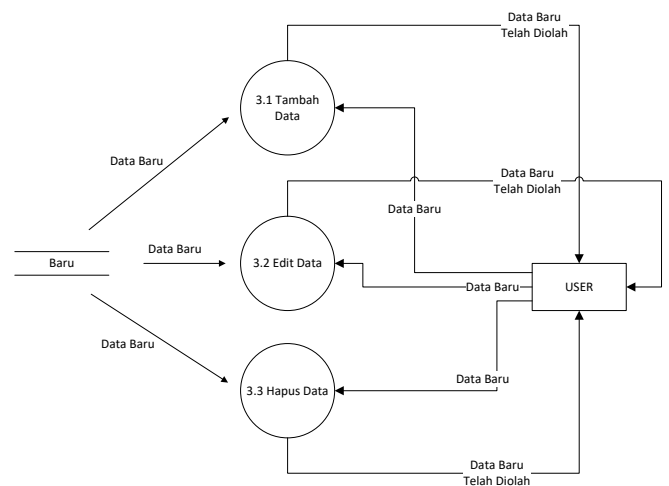 Data Baru
Telah Diolah
3.1 Tambah
Data
Data Baru
Data Baru
Telah Diolah
Data Baru
Data Baru
Baru
3.2 Edit Data
Data Baru
USER
Data Baru
Data Baru
3.3 Hapus Data
Data Baru
Telah Diolah